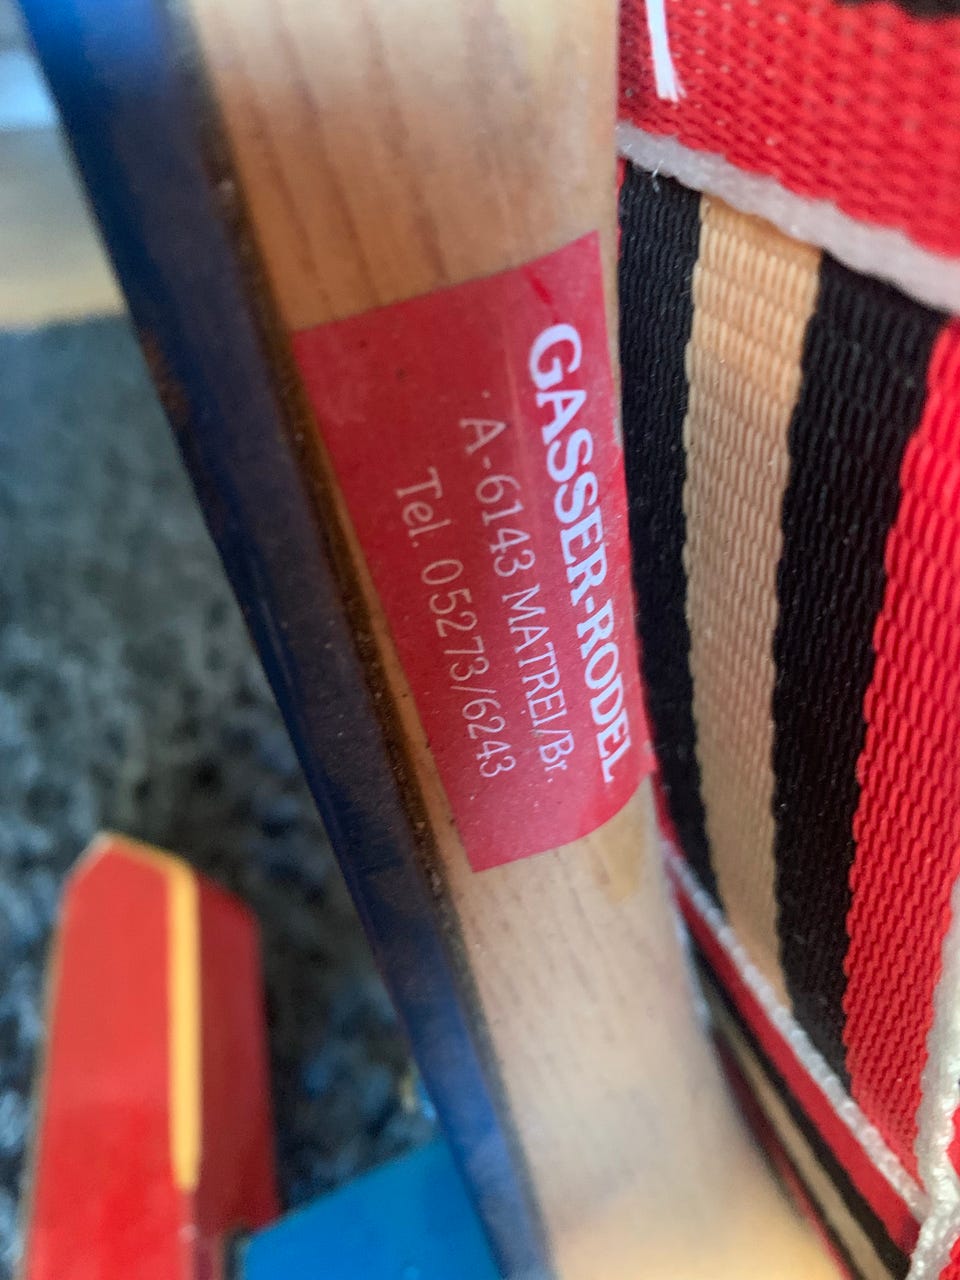 GASSER-RODEL
A-6143 MATREI/Br.
Tel. 05273/6243